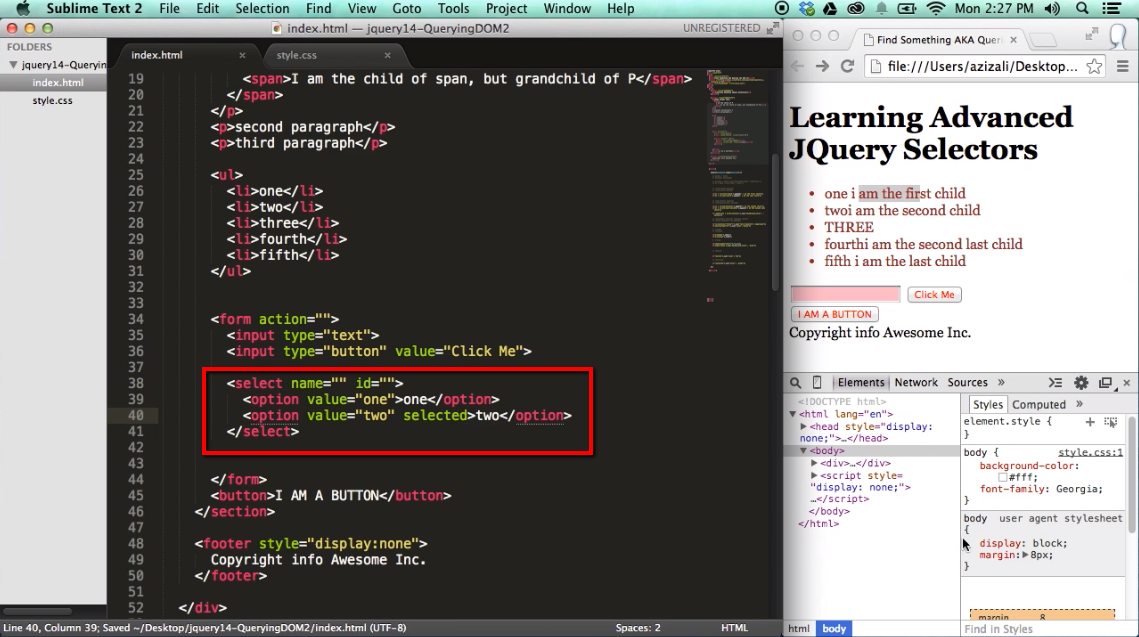 Sublime Text 2 File Edit Selection Find View Goto Tools Project Window Help Mon 2:27 PM
index.html — jquery14-QueryingDOM2 UNREGISTERED
FOLDERS
jquery14-Queryin
index.html
style.css
index.html × style.css ×
19 <span>I am the child of span, but grandchild of P</span>
20 </span>
21 </p>
22 <p>second paragraph</p>
23 <p>third paragraph</p>
24
25 <ul>
26 <li>one</li>
27 <li>two</li>
28 <li>three</li>
29 <li>fourth</li>
30 <li>fifth</li>
31 </ul>
32
33
34 <form action="">
35 <input type="text">
36 <input type="button" value="Click Me">
37
38 <select name="" id="">
39 <option value="one">one</option>
40 <option value="two" selected>two</option>
41 </select>
42
43
44 </form>
45 <button>I AM A BUTTON</button>
46 </section>
47
48 <footer style="display:none">
49 Copyright info Awesome Inc.
50 </footer>
51
52 </div>
Line 40, Column 39; Saved ~/Desktop/jquery14-QueryingDOM2/index.html (UTF-8) Spaces: 2 HTML
Find Something AKA Queri ×
file:///Users/azizali/Desktop...
Learning Advanced
JQuery Selectors
• one i am the first child
• twoi am the second child
• THREE
• fourthi am the second last child
• fifth i am the last child
Click Me
I AM A BUTTON
Copyright info Awesome Inc.
Elements Network Sources » ×
<!DOCTYPE html>
<html lang="en">
<head style="display:
none;">…</head>
<body>
<div>…</div>
<script style=
"display: none;">
…</script>
</body>
</html>
html body
Styles Computed »
element.style {
}
body { style.css:1
background-color:
#fff;
font-family: Georgia;
}
body user agent stylesheet
{
display: block;
margin: 8px;
}
margin 8
Find in Styles